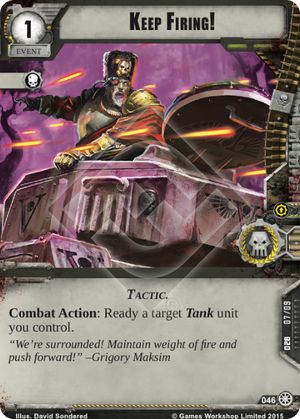 1
EVENT
KEEP FIRING!
TACTIC.
Combat Action: Ready a target Tank unit
you control.
“We’re surrounded! Maintain weight of fire and
push forward!” –Grigory Maksim
07/09
046
Illus. David Sondered
© Games Workshop Limited 2015